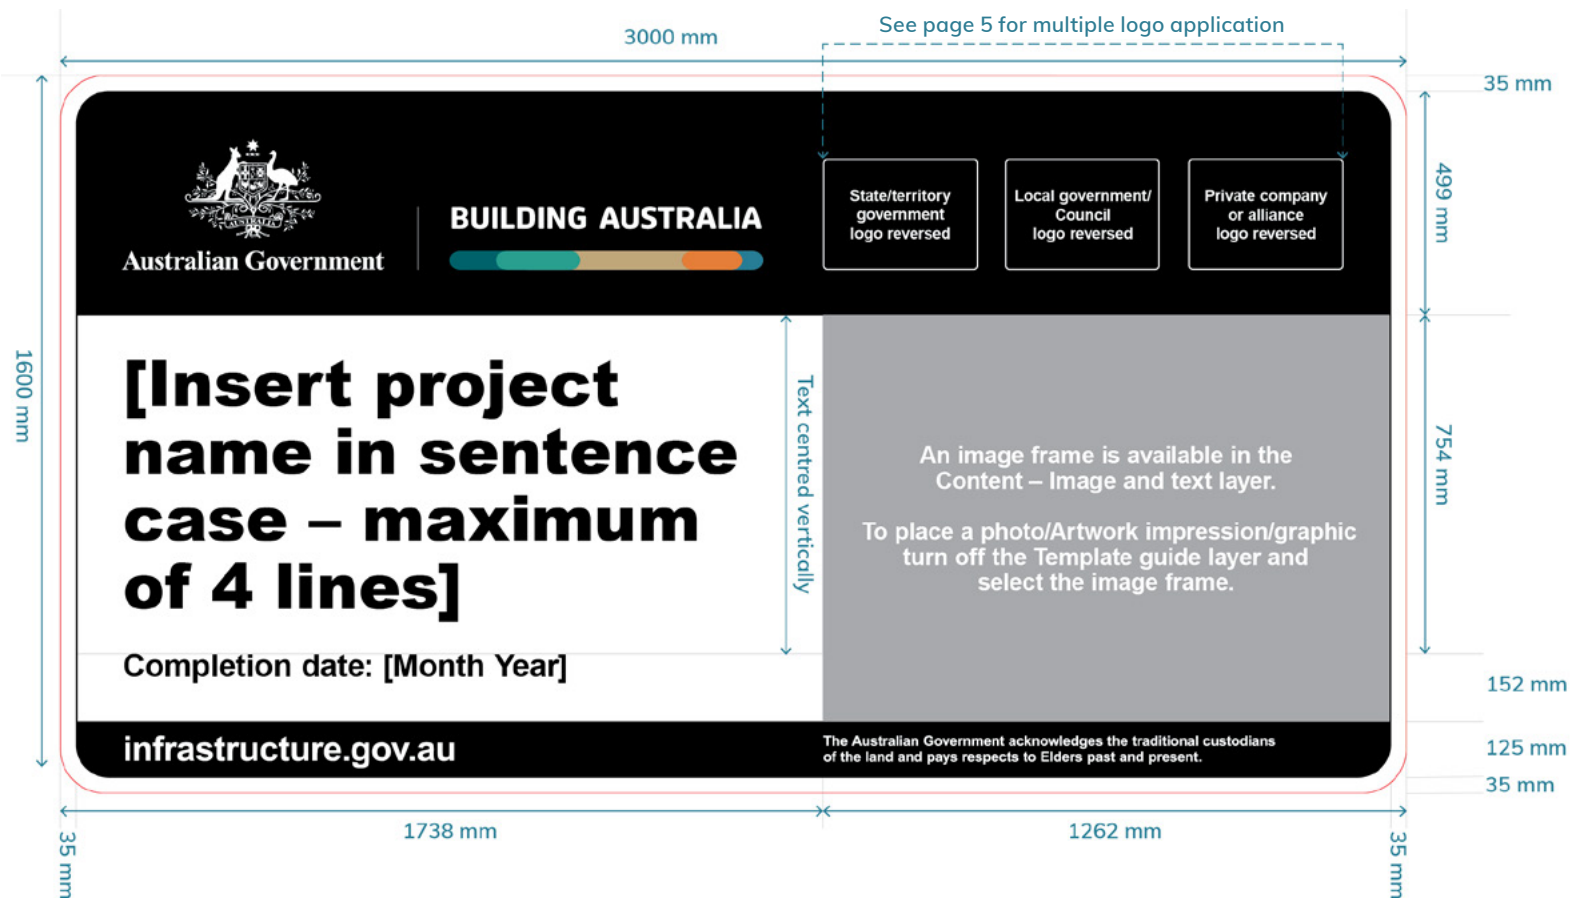 See page 5 for multiple logo application
3000 mm
35 mm
State/territory
government
logo reversed
Local government/
Council
logo reversed
Private company
or alliance
logo reversed
499 mm
AUSTRALIA
Australian Government
BUILDING AUSTRALIA
1600 mm
[Insert project
name in sentence
case – maximum
of 4 lines]
Text centred vertically
An image frame is available in the
Content – Image and text layer.
To place a photo/Artwork impression/graphic
turn off the Template guide layer and
select the image frame.
754 mm
Completion date: [Month Year]
152 mm
infrastructure.gov.au
The Australian Government acknowledges the traditional custodians
of the land and pays respects to Elders past and present.
125 mm
35 mm
1738 mm
1262 mm
35 mm
35 mm